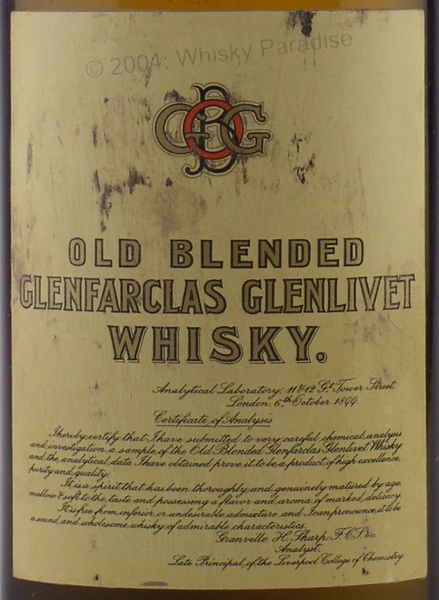 © 2004: Whisky Paradise
OLD BLENDED
GLENFARCLAS GLENLIVET
WHISKY.
Analytical Laboratory, 11 & 12 Gt. Tower Street
London, 6th October 1899.
Certificate of Analysis
I hereby certify that I have submitted to very careful chemical analysis
and investigation, a sample of the Old Blended Glenfarclas Glenlivet Whisky
and the analytical data I have obtained prove it to be a product of high excellence,
purity and quality:
It is a spirit that has been thoroughly and genuinely matured by age
mellow & soft to the taste and possessing a flavor and aroma of marked delicacy.
It is free from inferior or undesirable admixture and I can pronounce it to be
a sound and wholesome whisky of admirable characteristics.
Granville H. Sharp, F.C.S. &c.
Analyst.
Late Principal of the Liverpool College of Chemistry